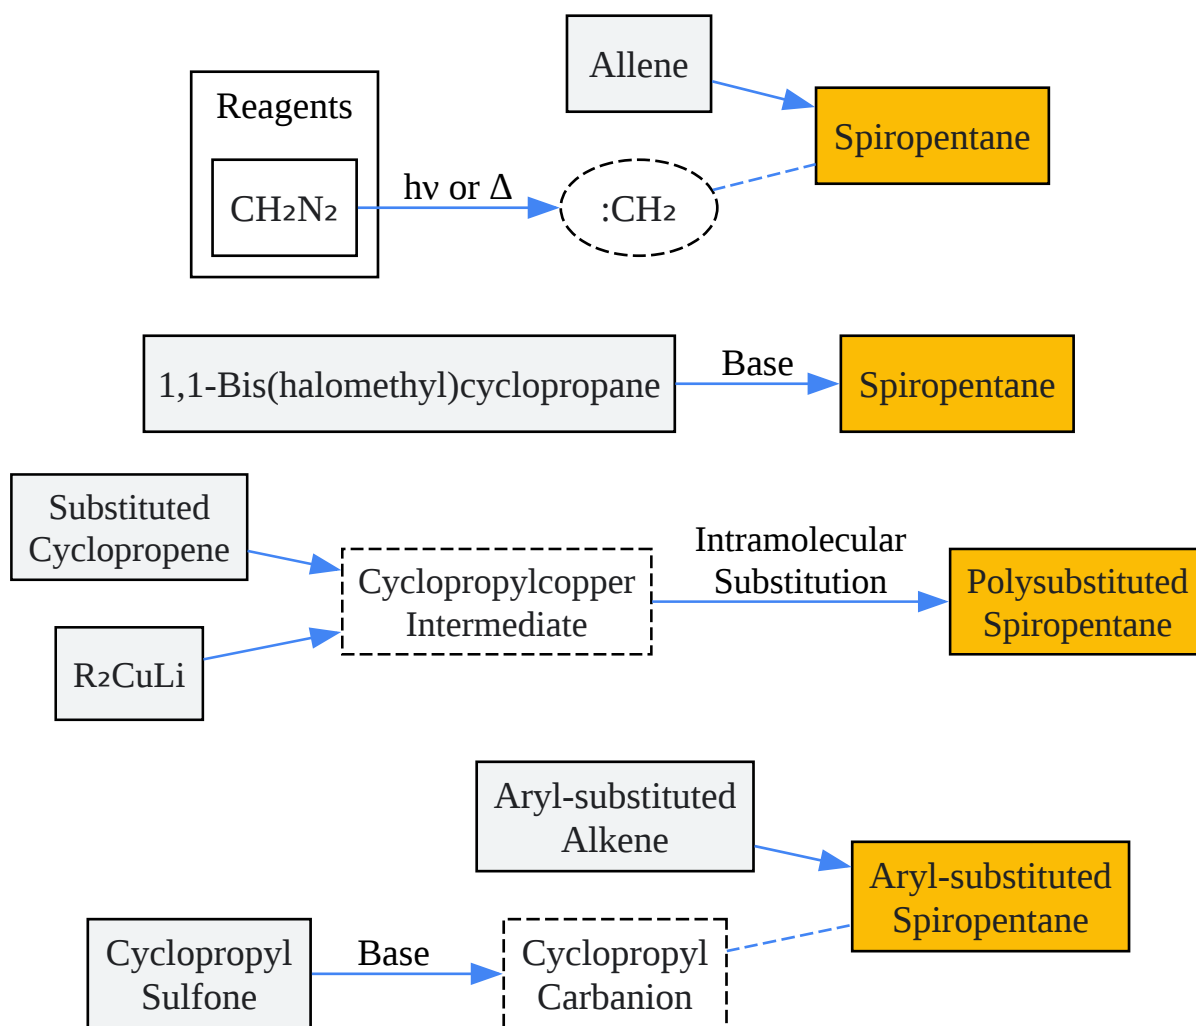 Allene
Reagents
Spiropentane
CH₂N₂
hν or Δ
:CH₂
1,1-Bis(halomethyl)cyclopropane
Base
Spiropentane
Substituted
Cyclopropene
R₂CuLi
Cyclopropylcopper
Intermediate
Intramolecular
Substitution
Polysubstituted
Spiropentane
Aryl-substituted
Alkene
Aryl-substituted
Spiropentane
Cyclopropyl
Sulfone
Base
Cyclopropyl
Carbanion